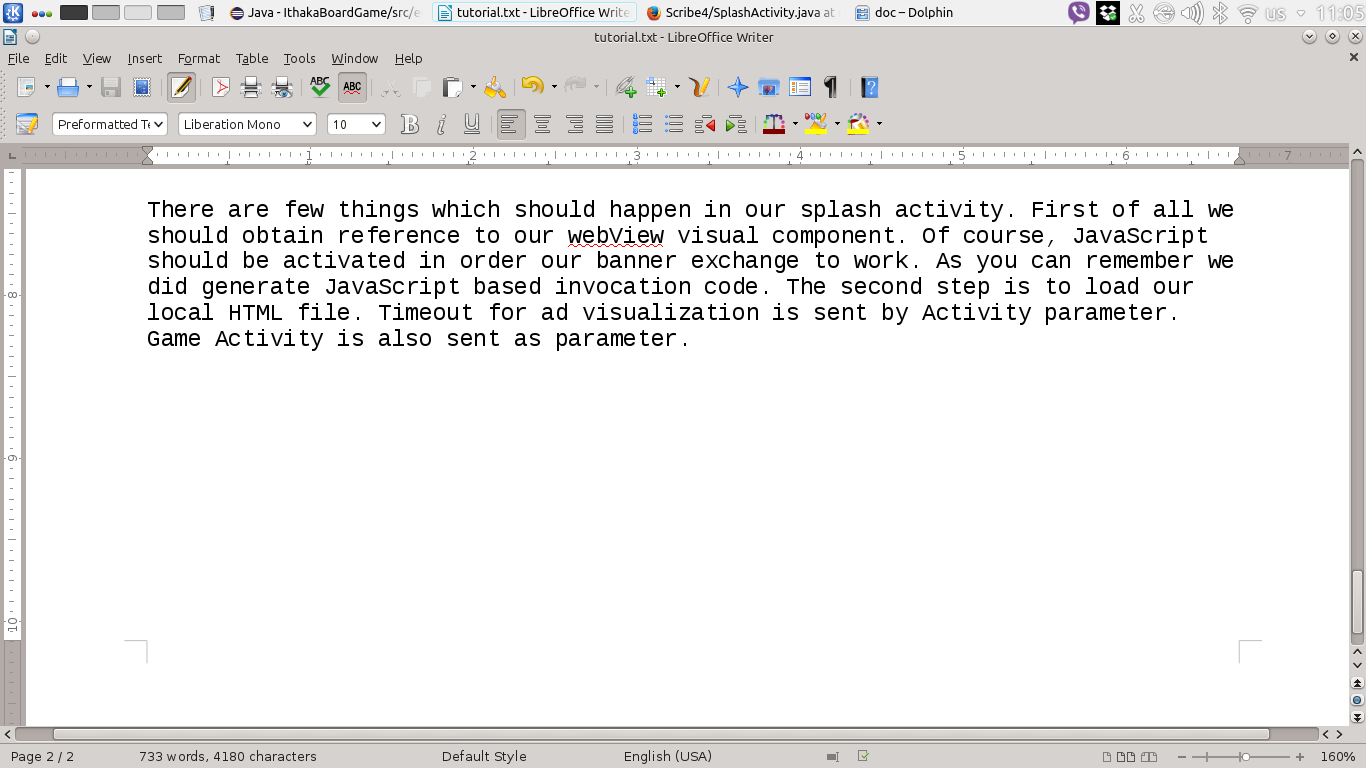 Java - IthakaBoardGame/src/e
tutorial.txt - LibreOffice Write
Scribe4/SplashActivity.java at
doc – Dolphin
us
11:05
tutorial.txt - LibreOffice Writer
File Edit View Insert Format Table Tools Window Help
ABC ABC
Preformatted Te
Liberation Mono
10
B i U
1 2 3 4 5 6 7
There are few things which should happen in our splash activity. First of all we
should obtain reference to our webView visual component. Of course, JavaScript
should be activated in order our banner exchange to work. As you can remember we
did generate JavaScript based invocation code. The second step is to load our
local HTML file. Timeout for ad visualization is sent by Activity parameter.
Game Activity is also sent as parameter.
8
9
10
Page 2 / 2
733 words, 4180 characters
Default Style
English (USA)
160%